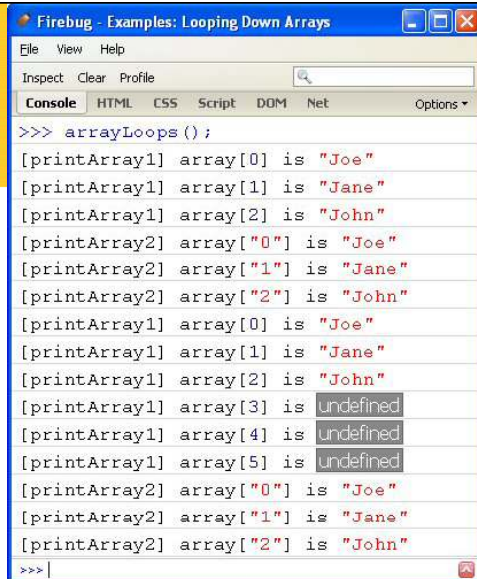 Firebug - Examples: Looping Down Arrays
File View Help
Inspect Clear Profile
Console HTML CSS Script DOM Net Options
>>> arrayLoops();
[printArray1] array[0] is "Joe"
[printArray1] array[1] is "Jane"
[printArray1] array[2] is "John"
[printArray2] array["0"] is "Joe"
[printArray2] array["1"] is "Jane"
[printArray2] array["2"] is "John"
[printArray1] array[0] is "Joe"
[printArray1] array[1] is "Jane"
[printArray1] array[2] is "John"
[printArray1] array[3] is undefined
[printArray1] array[4] is undefined
[printArray1] array[5] is undefined
[printArray2] array["0"] is "Joe"
[printArray2] array["1"] is "Jane"
[printArray2] array["2"] is "John"
>>>